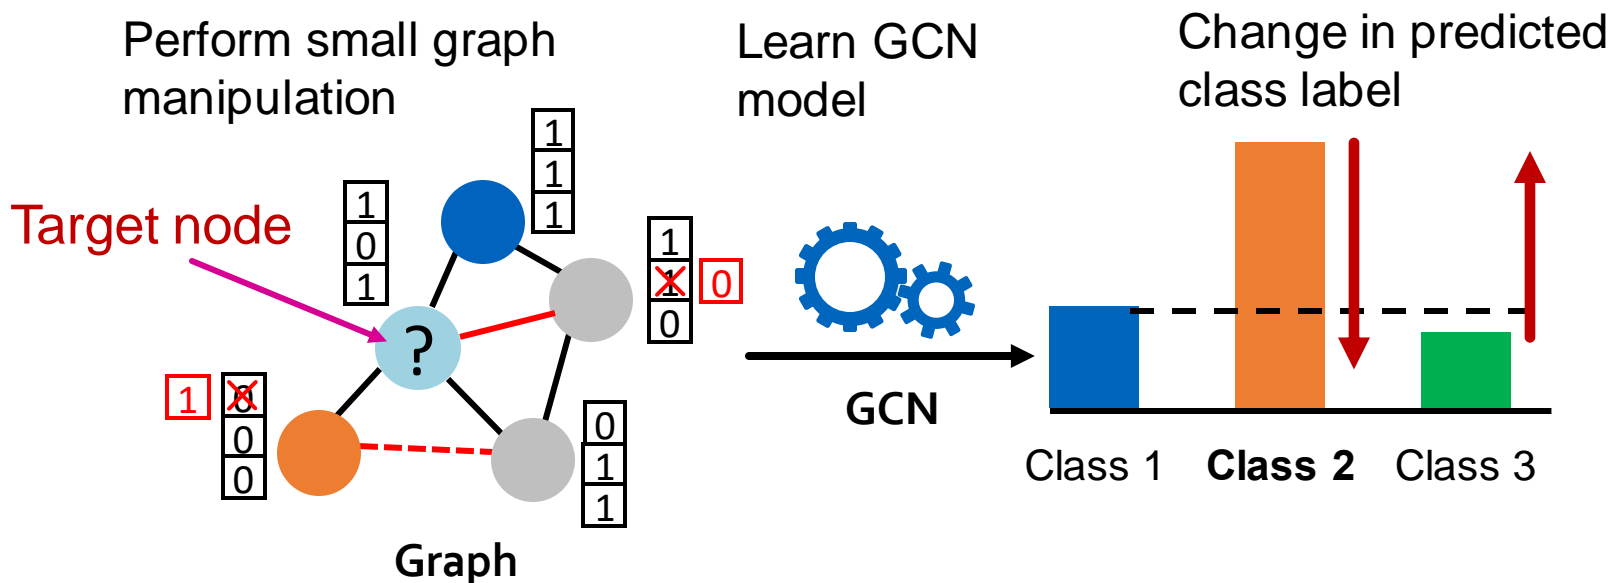 Perform small graph
manipulation
Learn GCN
model
Change in predicted
class label
Target node
1
0
1
1
1
1
1
1
0
0
?
1
0
0
0
0
1
1
GCN
Class 1
Class 2
Class 3
Graph